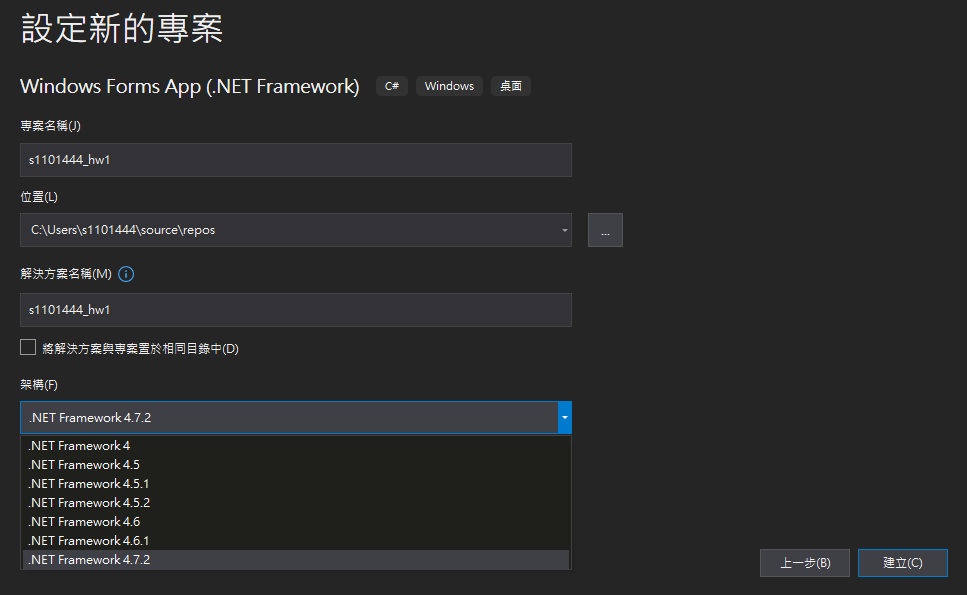 設定新的專案
Windows Forms App (.NET Framework) C# Windows 桌面
專案名稱(J)
s1101444_hw1
位置(L)
C:\Users\s1101444\source\repos
...
解決方案名稱(M)
s1101444_hw1
將解決方案與專案置於相同目錄中(D)
架構(F)
.NET Framework 4.7.2
.NET Framework 4
.NET Framework 4.5
.NET Framework 4.5.1
.NET Framework 4.5.2
.NET Framework 4.6
.NET Framework 4.6.1
.NET Framework 4.7.2
上一步(B) 建立(C)